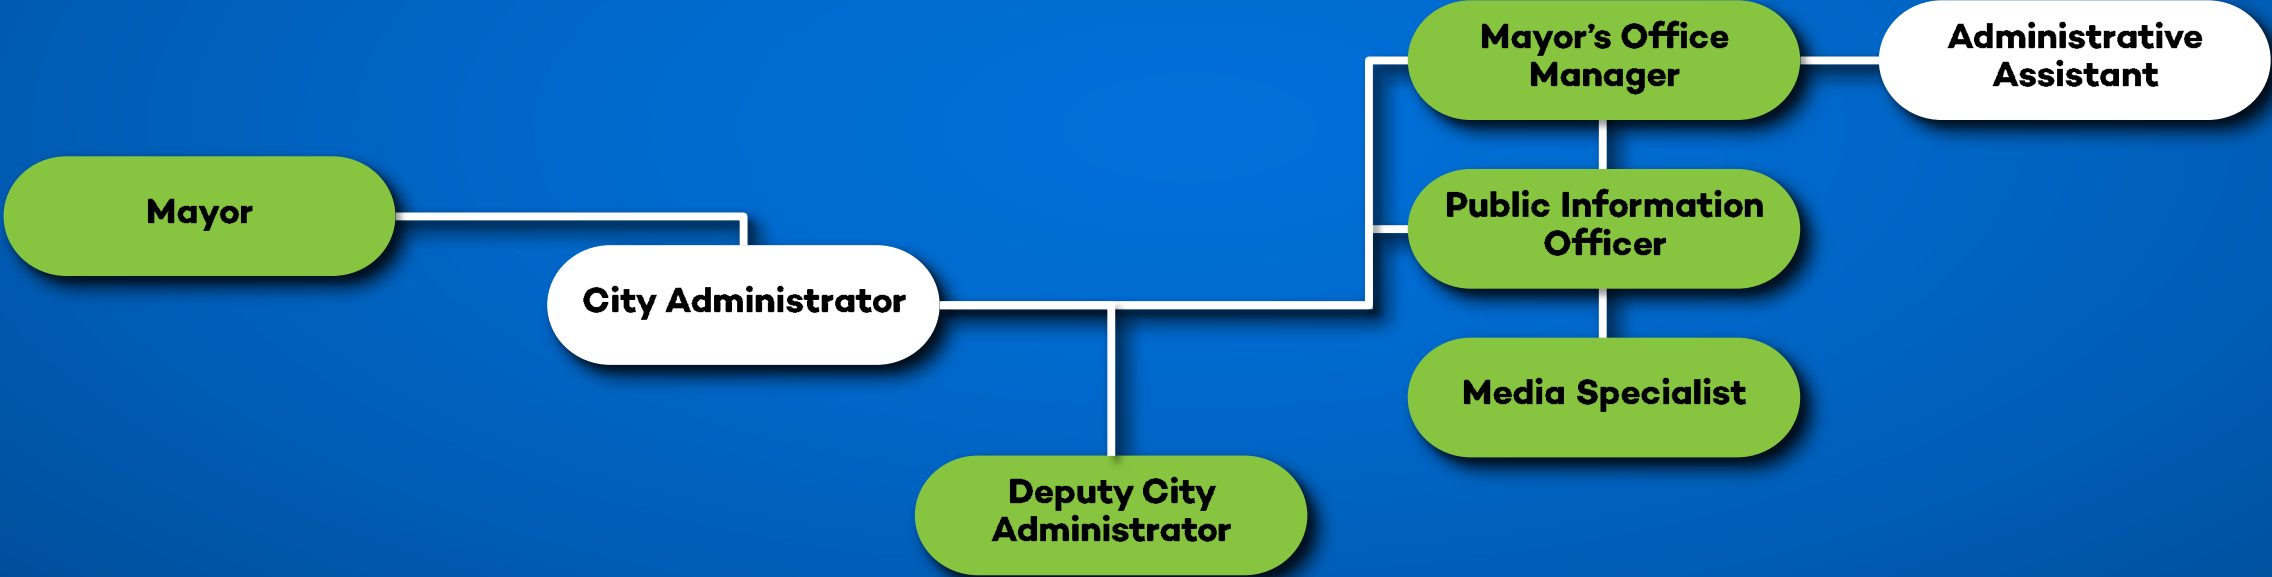 Mayor
City Administrator
Deputy City
Administrator
Mayor’s Office
Manager
Administrative
Assistant
Public Information
Officer
Media Specialist